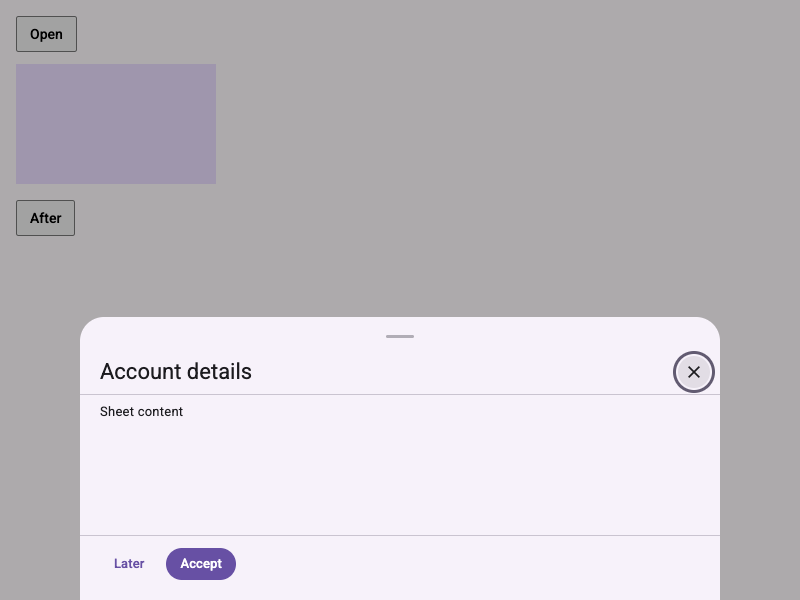 Open
After
Account details
Sheet content
Later
Accept